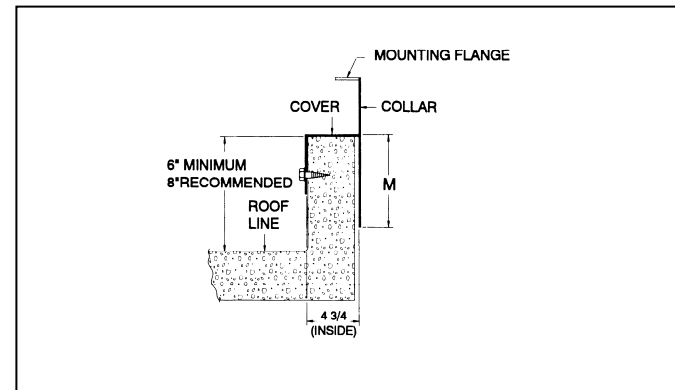 MOUNTING FLANGE
COVER
COLLAR
6" MINIMUM
8"RECOMMENDED
M
ROOF
LINE
4 3/4
(INSIDE)